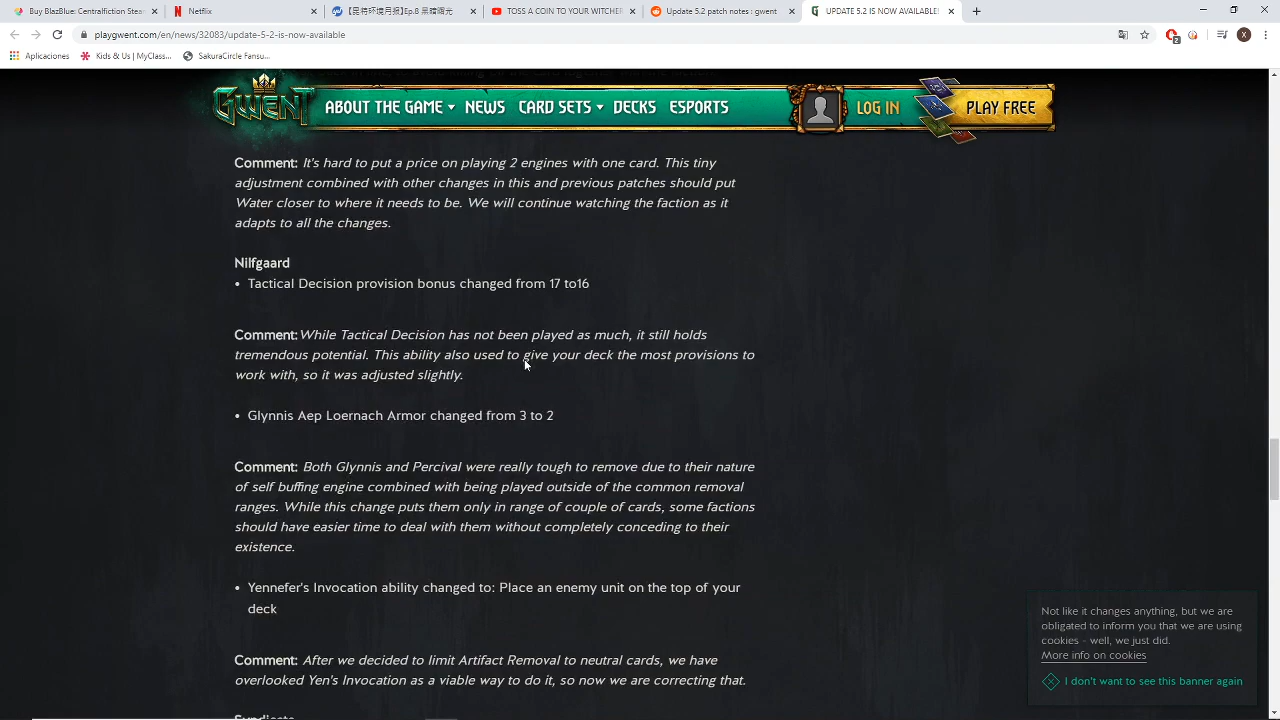 Buy BlazBlue: Centralfiction Stea
Netflix
TOSS A COIN TO YOUR WITCHER
Update 5.2 patch notes : gwent
UPDATE 5.2 IS NOW AVAILABLE!
playgwent.com/en/news/32083/update-5-2-is-now-available
2
X
Aplicaciones
Kids & Us | MyClass...
SakuraCircle Fansu...
GWENT
ABOUT THE GAME
NEWS
CARD SETS
DECKS
ESPORTS
LOG IN
PLAY FREE
Comment: It's hard to put a price on playing 2 engines with one card. This tiny
adjustment combined with other changes in this and previous patches should put
Water closer to where it needs to be. We will continue watching the faction as it
adapts to all the changes.
Nilfgaard
• Tactical Decision provision bonus changed from 17 to16
Comment: While Tactical Decision has not been played as much, it still holds
tremendous potential. This ability also used to give your deck the most provisions to
work with, so it was adjusted slightly.
• Glynnis Aep Loernach Armor changed from 3 to 2
Comment: Both Glynnis and Percival were really tough to remove due to their nature
of self buffing engine combined with being played outside of the common removal
ranges. While this change puts them only in range of couple of cards, some factions
should have easier time to deal with them without completely conceding to their
existence.
• Yennefer's Invocation ability changed to: Place an enemy unit on the top of your
deck
Comment: After we decided to limit Artifact Removal to neutral cards, we have
overlooked Yen's Invocation as a viable way to do it, so now we are correcting that.
Syndicate
Not like it changes anything, but we are
obligated to inform you that we are using
cookies - well, we just did.
More info on cookies
I don't want to see this banner again